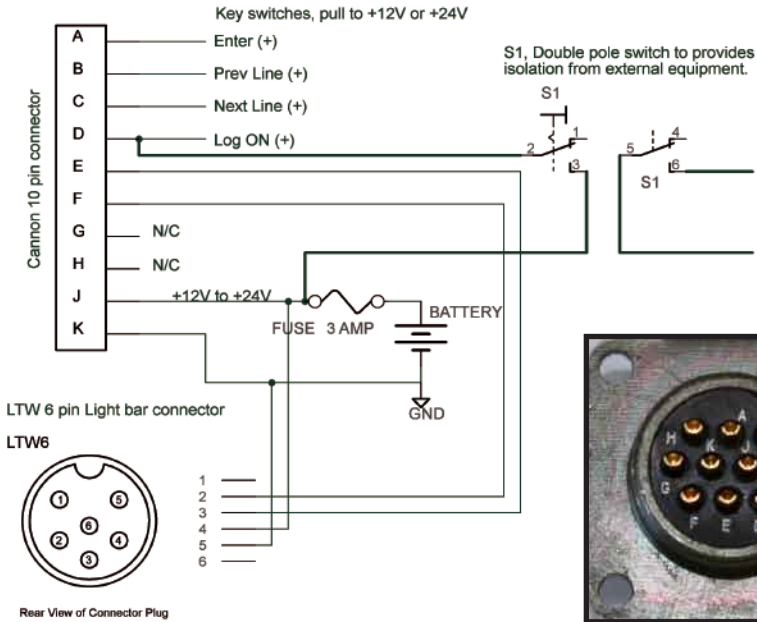 Key switches, pull to +12V or +24V
Cannon 10 pin connector
A
Enter (+)
B
Prev Line (+)
C
Next Line (+)
D
Log ON (+)
E
F
G
N/C
H
N/C
J
+12V to +24V
K
S1, Double pole switch to provides
isolation from external equipment.
S1
1
2
3
4
5
6
S1
FUSE 3 AMP
BATTERY
GND
LTW 6 pin Light bar connector
LTW6
1
5
6
2
4
3
1
2
3
4
5
6
Rear View of Connector Plug
A
H
K
J
G
F
E